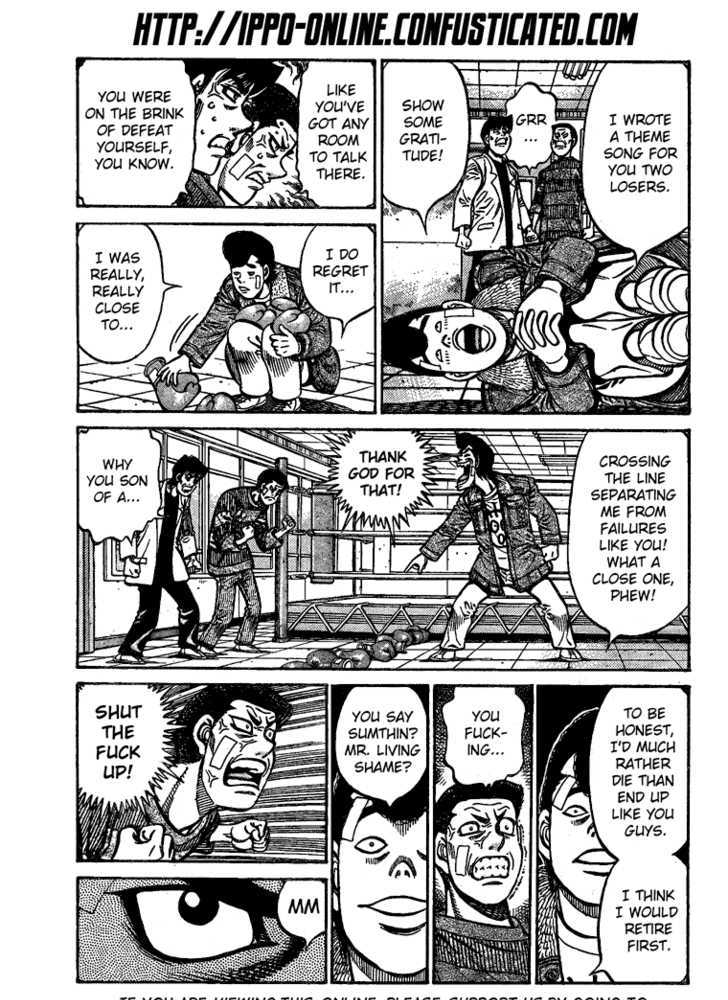 HTTP://IPPO-ONLINE.CONFUSTICATED.COM
I WROTE
A THEME
SONG FOR
YOU TWO
LOSERS.
GRR
...
SHOW
SOME
GRATI-
TUDE!
LIKE
YOU'VE
GOT ANY
ROOM
TO TALK
THERE.
YOU WERE
ON THE BRINK
OF DEFEAT
YOURSELF,
YOU KNOW.
I DO
REGRET
IT...
I WAS
REALLY,
REALLY
CLOSE
TO...
CROSSING
THE LINE
SEPARATING
ME FROM
FAILURES
LIKE YOU!
WHAT A
CLOSE ONE,
PHEW!
THANK
GOD FOR
THAT!
WHY
YOU SON
OF A...
TO BE
HONEST,
I'D MUCH
RATHER
DIE THAN
END UP
LIKE YOU
GUYS.
I THINK
I WOULD
RETIRE
FIRST.
YOU
FUCK-
ING...
YOU SAY
SUMTHIN?
MR. LIVING
SHAME?
SHUT
THE
FUCK
UP!
MM